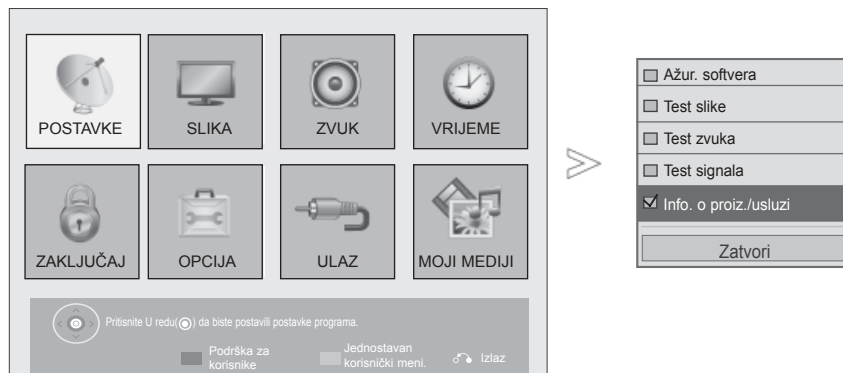 POSTAVKE SLIKA ZVUK VRIJEME
ZAKLJUČAJ OPCIJA ULAZ MOJI MEDIJI
Pritisnite U redu(◉) da biste postavili postavke programa.
Podrška za
korisnike
Jednostavan
korisnički meni.
Izlaz
Ažur. softvera
Test slike
Test zvuka
Test signala
Info. o proiz./usluzi
Zatvori